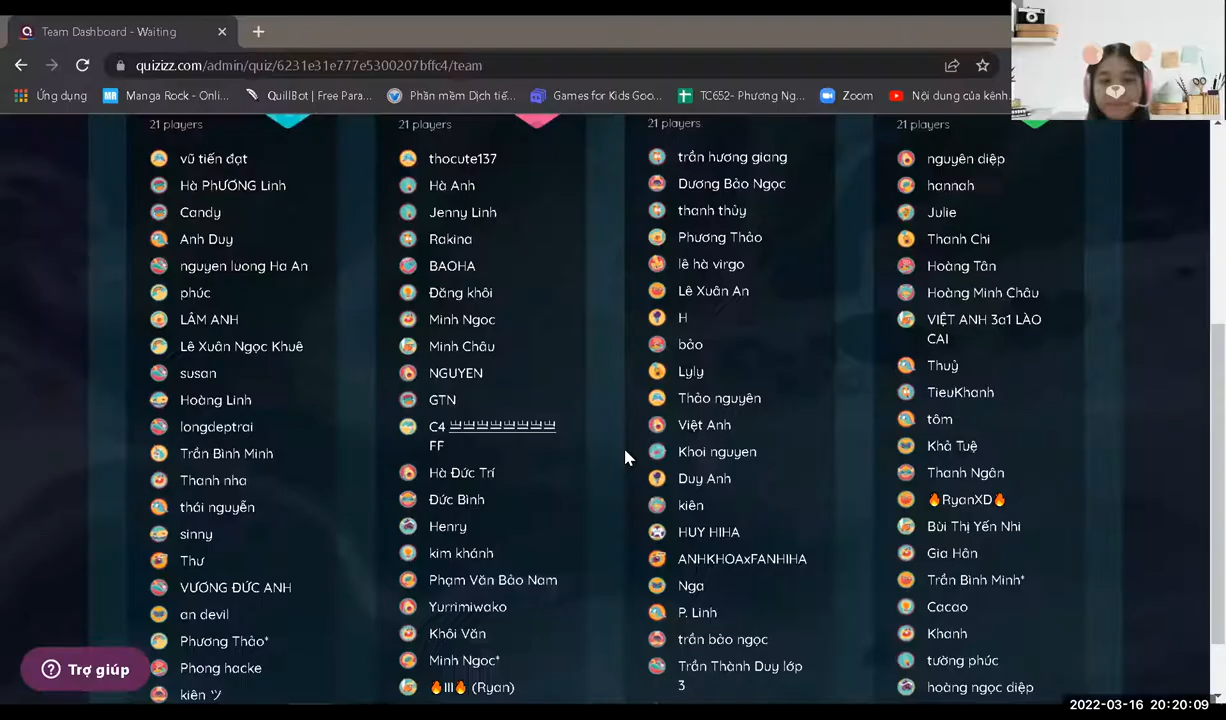 Team Dashboard - Waiting
quizizz.com/admin/quiz/6231e31e777e5300207bffc4/team
Ứng dụng
Manga Rock - Onli...
QuillBot | Free Para...
Phần mềm Dịch tiế...
Games for Kids Goo...
TC652- Phương Ng...
Zoom
Nội dung của kênh
21 players
vũ tiến đạt
Hà PhƯƠNG Linh
Candy
Anh Duy
nguyen luong Ha An
phúc
LÂM ANH
Lê Xuân Ngọc Khuê
susan
Hoàng Linh
longdeptrai
Trần Bình Minh
Thanh nha
thái nguyễn
sinny
Thư
VƯƠNG ĐỨC ANH
an devil
Phương Thảo*
Phong hacke
kiên ツ
21 players
thocute137
Hà Anh
Jenny Linh
Rakina
BAOHA
Đăng khôi
Minh Ngoc
Minh Châu
NGUYEN
GTN
C4
FF
Hà Đức Trí
Đức Bình
Henry
kim khánh
Phạm Văn Bảo Nam
Yurrimiwako
Khôi Văn
Minh Ngoc*
🔥III🔥 (Ryan)
21 players
trần hương giang
Dương Bảo Ngọc
thanh thủy
Phương Thảo
lê hà virgo
Lê Xuân An
H
bảo
Lyly
Thảo nguyên
Việt Anh
Khoi nguyen
Duy Anh
kiên
HUY HIHA
ANHKHOAxFANHIHA
Nga
P. Linh
trần bảo ngọc
Trần Thành Duy lớp
3
21 players
nguyên diệp
hannah
Julie
Thanh Chi
Hoàng Tân
Hoàng Minh Châu
VIỆT ANH 3a1 LÀO
CAI
Thuỷ
TieuKhanh
tôm
Khả Tuệ
Thanh Ngân
🔥RyanXD🔥
Bùi Thị Yến Nhi
Gia Hân
Trần Bình Minh*
Cacao
Khanh
tường phúc
hoàng ngọc diệp
Trợ giúp
2022-03-16 20:20:09